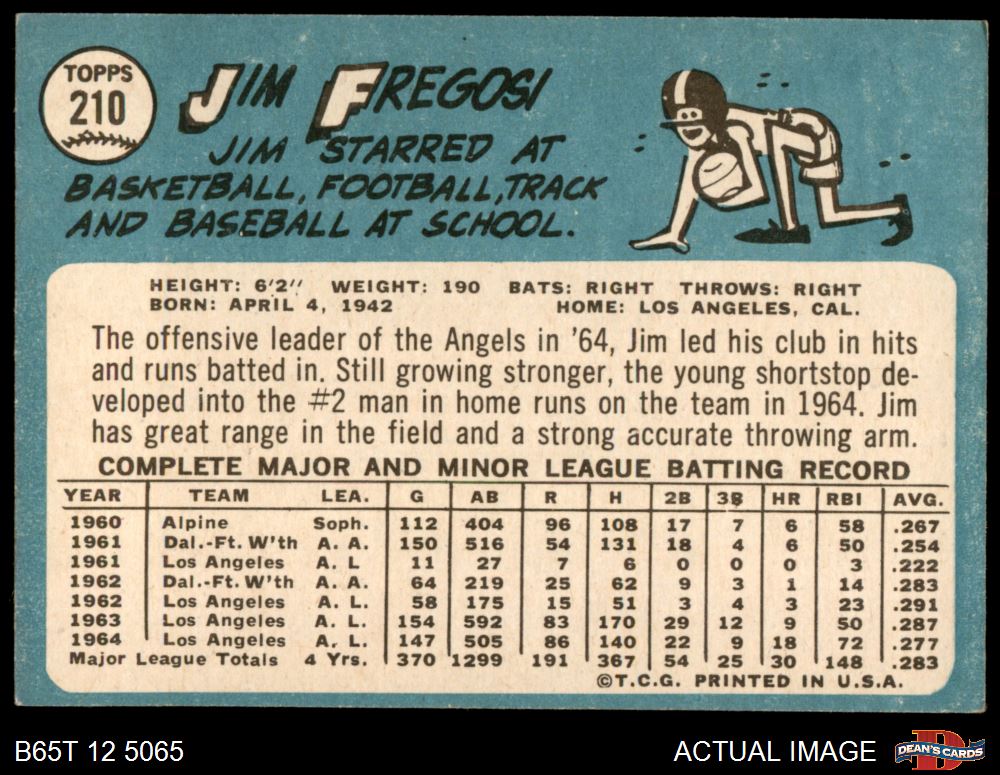 TOPPS
210
JIM FREGOSI
JIM STARRED AT
BASKETBALL, FOOTBALL, TRACK
AND BASEBALL AT SCHOOL.
HEIGHT: 6'2" WEIGHT: 190 BATS: RIGHT THROWS: RIGHT
BORN: APRIL 4, 1942 HOME: LOS ANGELES, CAL.
The offensive leader of the Angels in '64, Jim led his club in hits
and runs batted in. Still growing stronger, the young shortstop de-
veloped into the #2 man in home runs on the team in 1964. Jim
has great range in the field and a strong accurate throwing arm.
COMPLETE MAJOR AND MINOR LEAGUE BATTING RECORD
YEAR TEAM LEA. G AB R H 2B 3B HR RBI AVG.
1960 Alpine Soph. 112 404 96 108 17 7 6 58 .267
1961 Dal.-Ft. W'th A. A. 150 516 54 131 18 4 6 50 .254
1961 Los Angeles A. L 11 27 7 6 0 0 0 3 .222
1962 Dal.-Ft. W'th A. A. 64 219 25 62 9 3 1 14 .283
1962 Los Angeles A. L. 58 175 15 51 3 4 3 23 .291
1963 Los Angeles A. L. 154 592 83 170 29 12 9 50 .287
1964 Los Angeles A. L. 147 505 86 140 22 9 18 72 .277
Major League Totals 4 Yrs. 370 1299 191 367 54 25 30 148 .283
©T.C.G. PRINTED IN U.S.A.
B65T 12 5065
ACTUAL IMAGE
DEAN'S CARDS